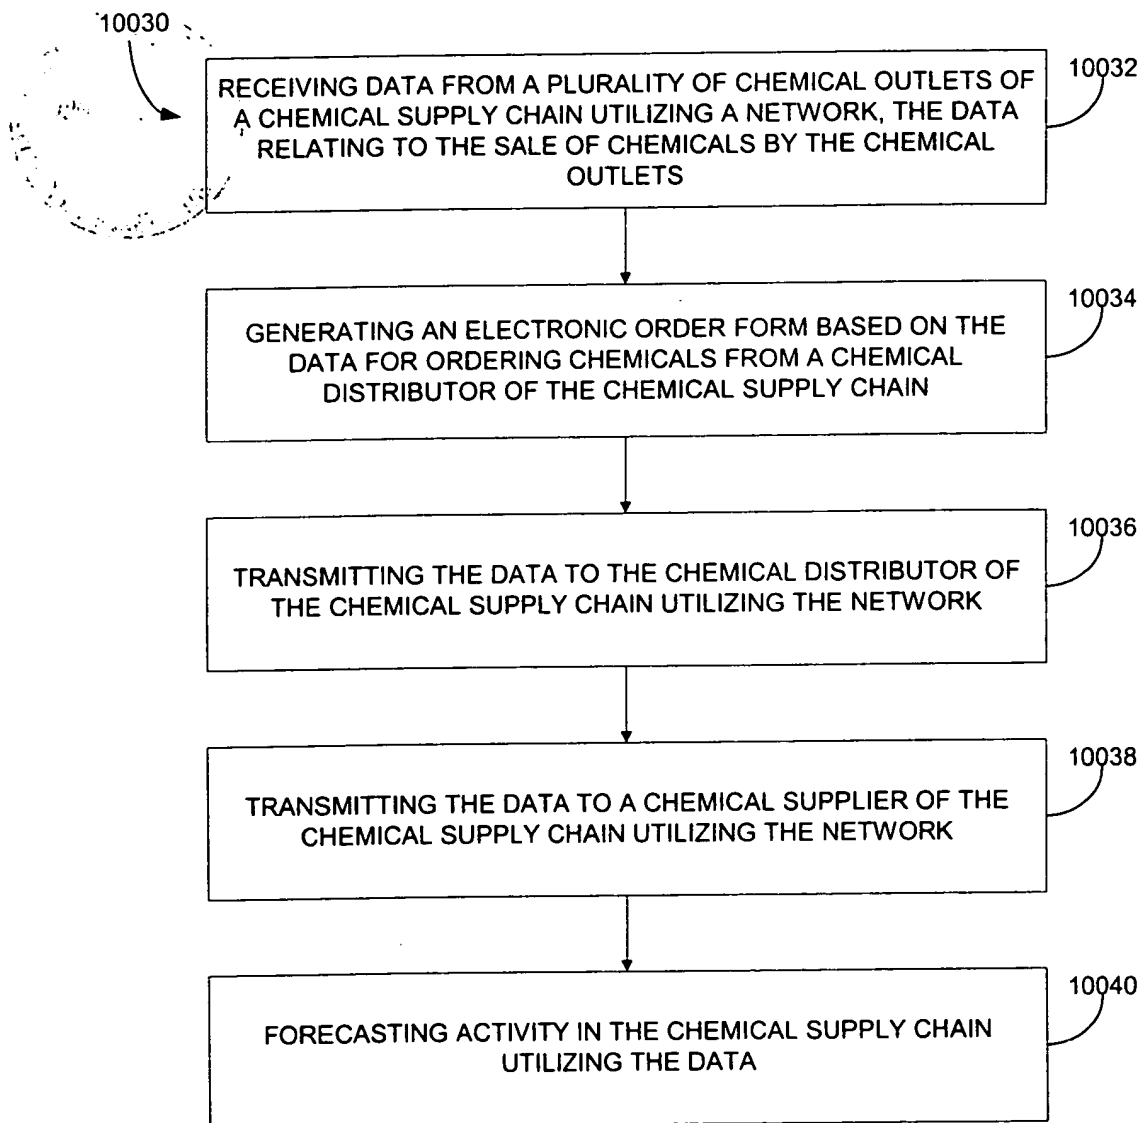 10030
RECEIVING DATA FROM A PLURALITY OF CHEMICAL OUTLETS OF
A CHEMICAL SUPPLY CHAIN UTILIZING A NETWORK, THE DATA
RELATING TO THE SALE OF CHEMICALS BY THE CHEMICAL
OUTLETS
10032
GENERATING AN ELECTRONIC ORDER FORM BASED ON THE
DATA FOR ORDERING CHEMICALS FROM A CHEMICAL
DISTRIBUTOR OF THE CHEMICAL SUPPLY CHAIN
10034
TRANSMITTING THE DATA TO THE CHEMICAL DISTRIBUTOR OF
THE CHEMICAL SUPPLY CHAIN UTILIZING THE NETWORK
10036
TRANSMITTING THE DATA TO A CHEMICAL SUPPLIER OF THE
CHEMICAL SUPPLY CHAIN UTILIZING THE NETWORK
10038
FORECASTING ACTIVITY IN THE CHEMICAL SUPPLY CHAIN
UTILIZING THE DATA
10040